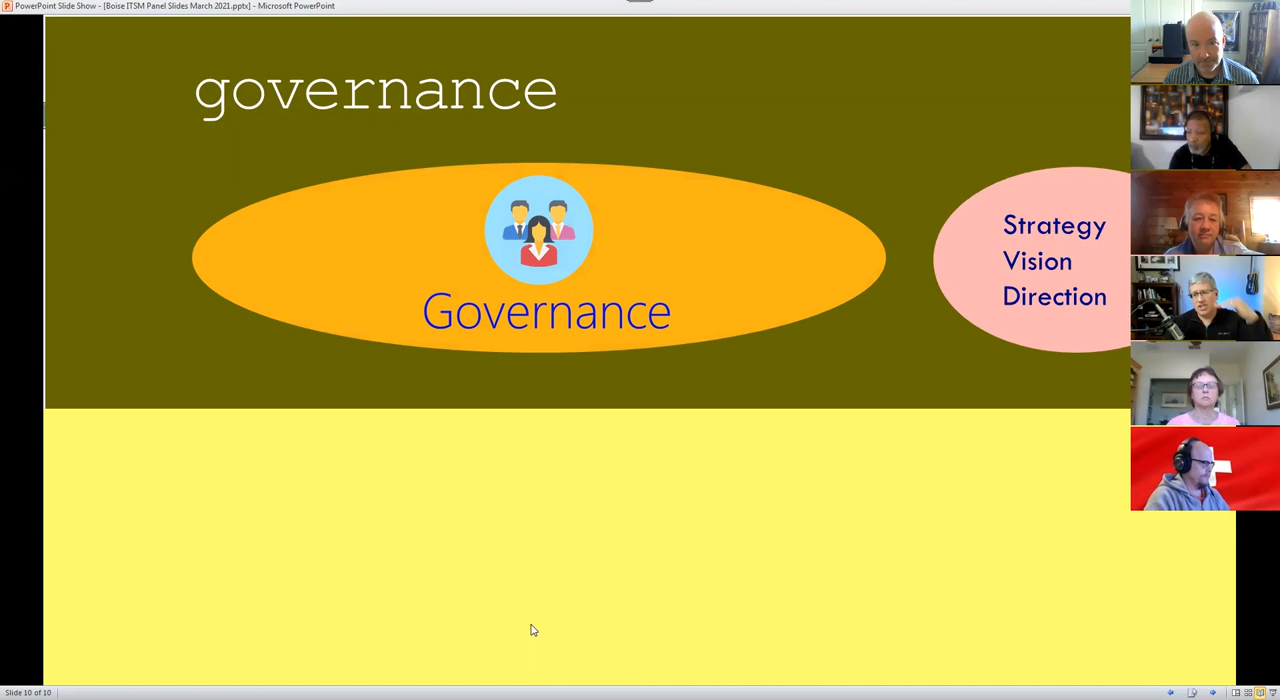 PowerPoint Slide Show - [Boise ITSM Panel Slides March 2021.pptx] - Microsoft PowerPoint
governance
Governance
Strategy
Vision
Direction
Slide 10 of 10